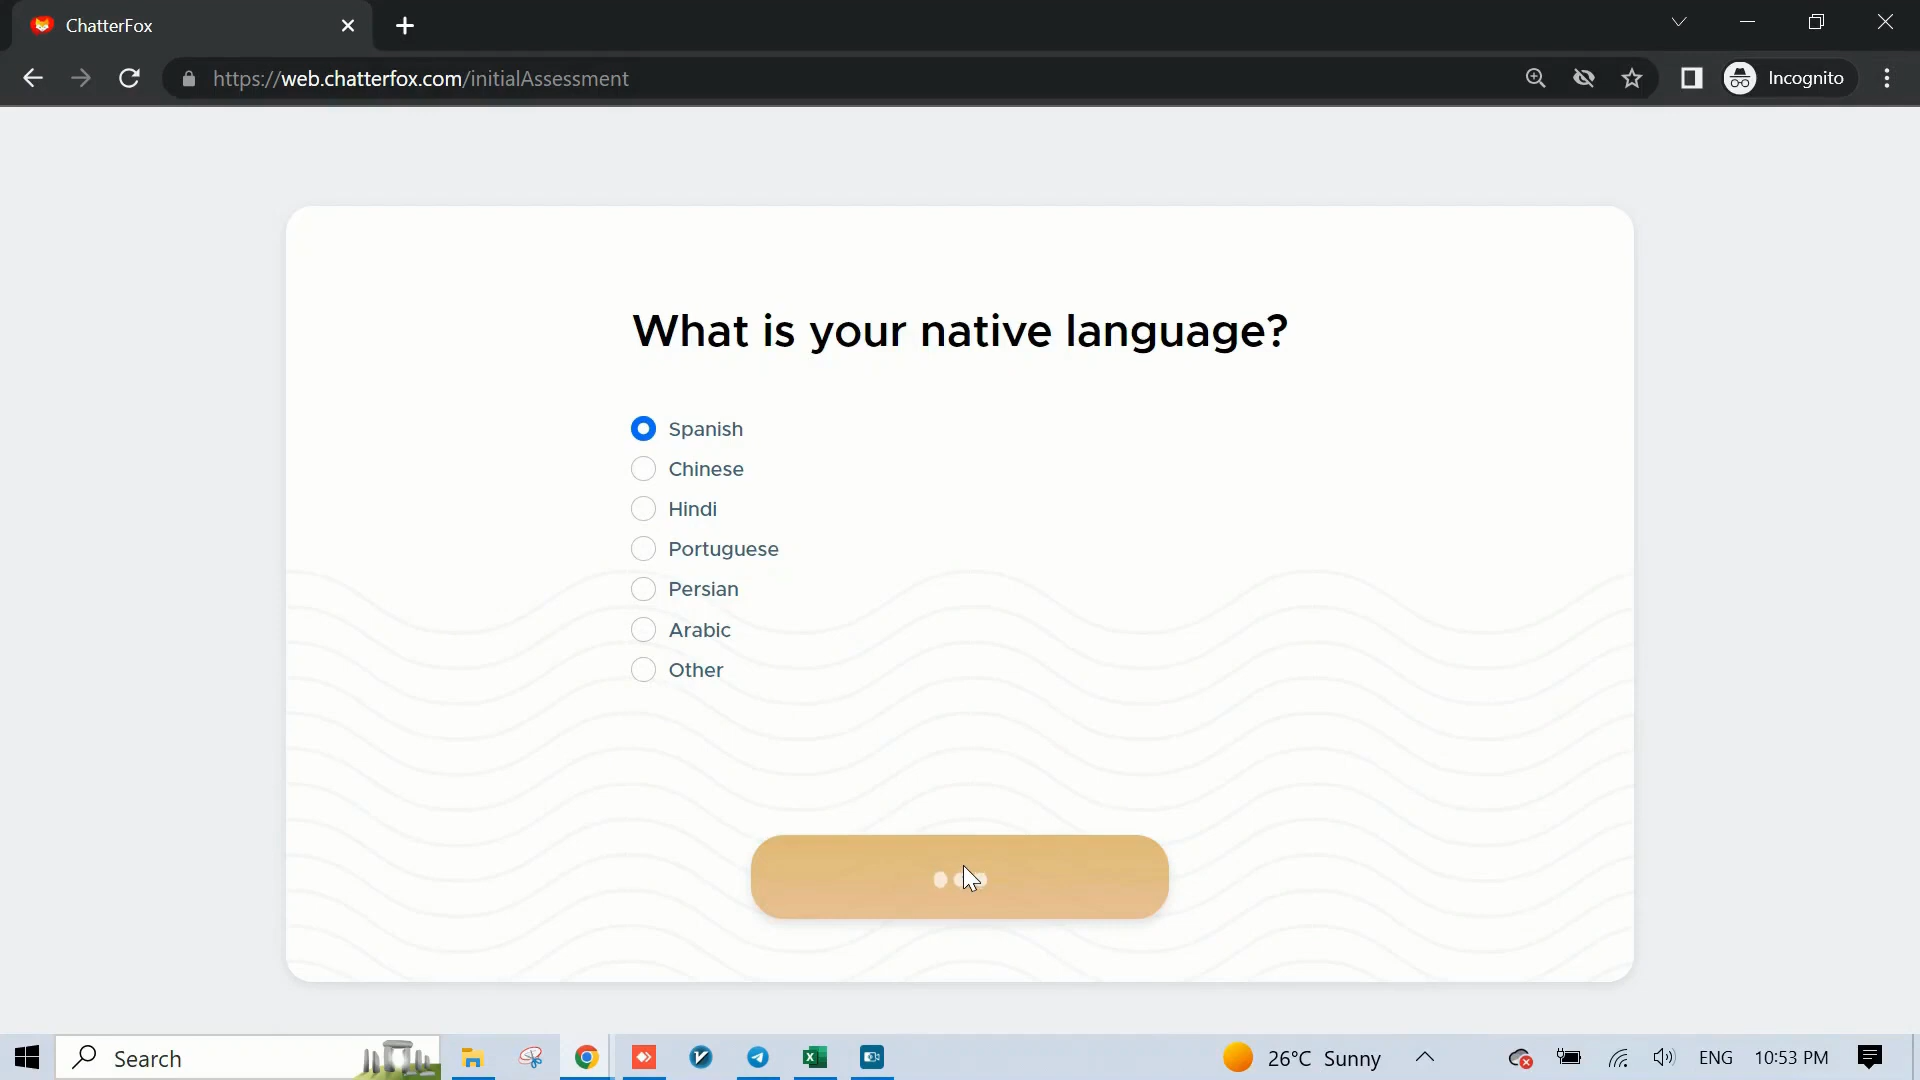 ChatterFox
https://web.chatterfox.com/initialAssessment
Incognito
What is your native language?
Spanish
Chinese
Hindi
Portuguese
Persian
Arabic
Other
Search
26°C Sunny
ENG
10:53 PM